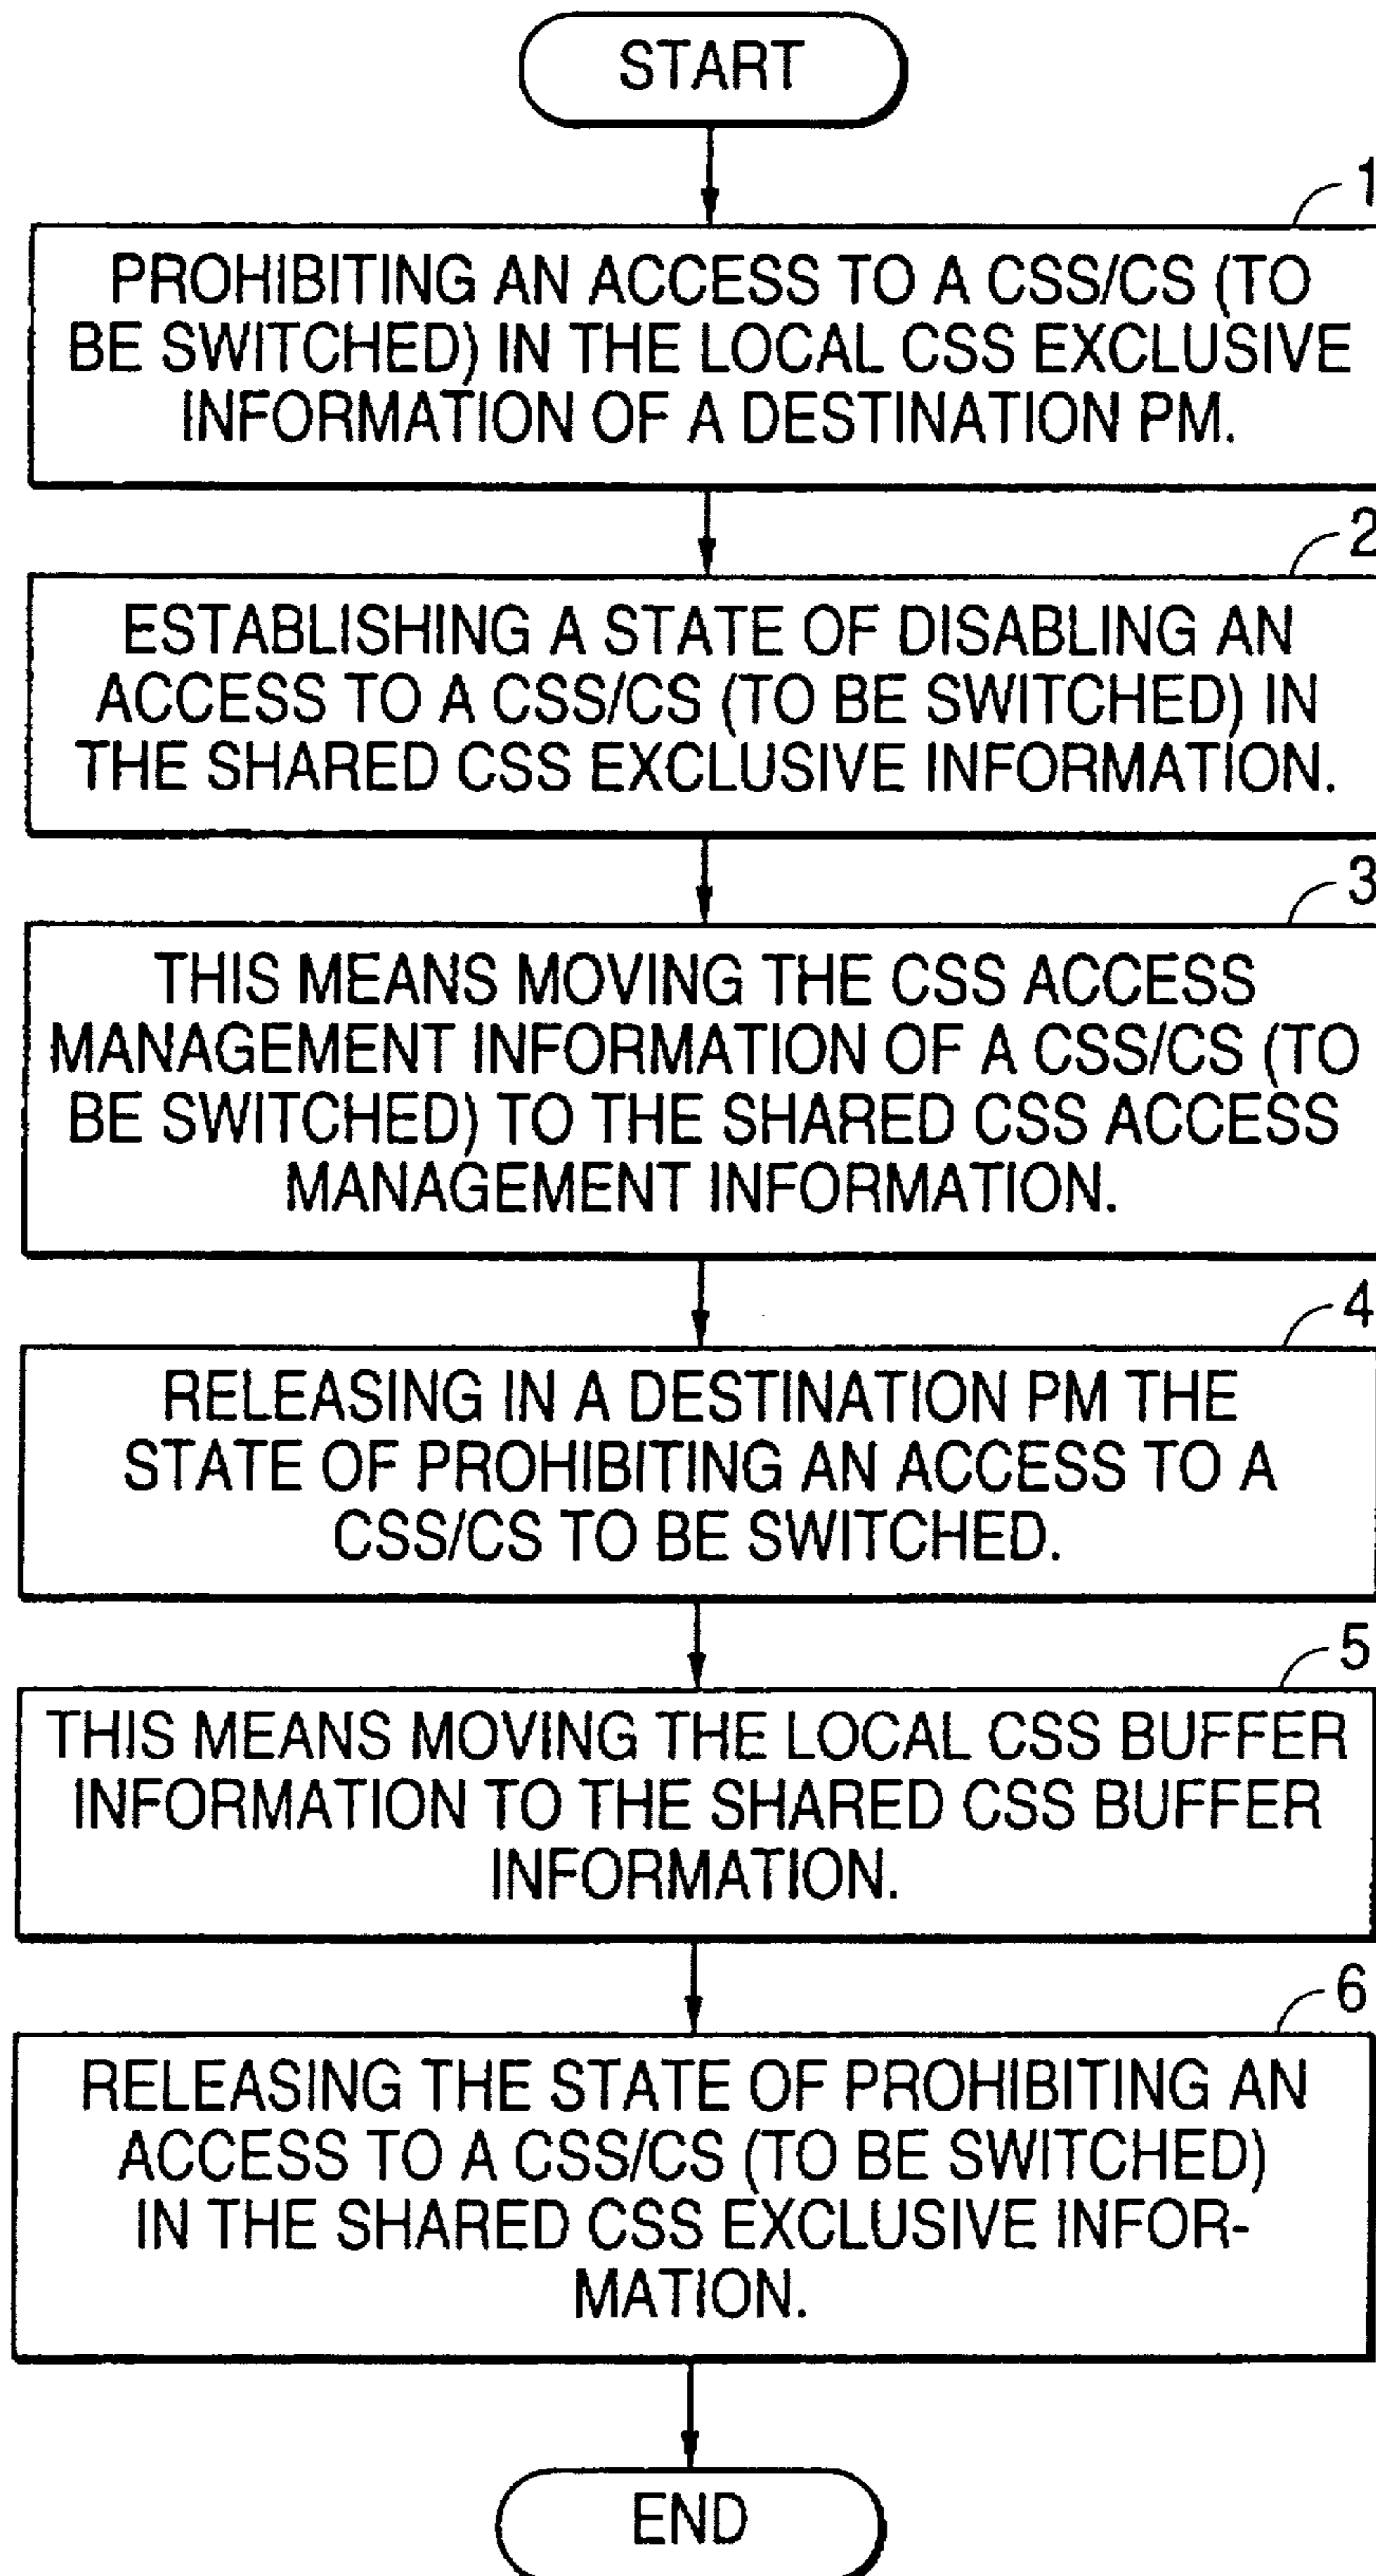 START
1
PROHIBITING AN ACCESS TO A CSS/CS (TO
BE SWITCHED) IN THE LOCAL CSS EXCLUSIVE
INFORMATION OF A DESTINATION PM.
2
ESTABLISHING A STATE OF DISABLING AN
ACCESS TO A CSS/CS (TO BE SWITCHED) IN
THE SHARED CSS EXCLUSIVE INFORMATION.
3
THIS MEANS MOVING THE CSS ACCESS
MANAGEMENT INFORMATION OF A CSS/CS (TO
BE SWITCHED) TO THE SHARED CSS ACCESS
MANAGEMENT INFORMATION.
4
RELEASING IN A DESTINATION PM THE
STATE OF PROHIBITING AN ACCESS TO A
CSS/CS TO BE SWITCHED.
5
THIS MEANS MOVING THE LOCAL CSS BUFFER
INFORMATION TO THE SHARED CSS BUFFER
INFORMATION.
6
RELEASING THE STATE OF PROHIBITING AN
ACCESS TO A CSS/CS (TO BE SWITCHED)
IN THE SHARED CSS EXCLUSIVE INFOR-
MATION.
END